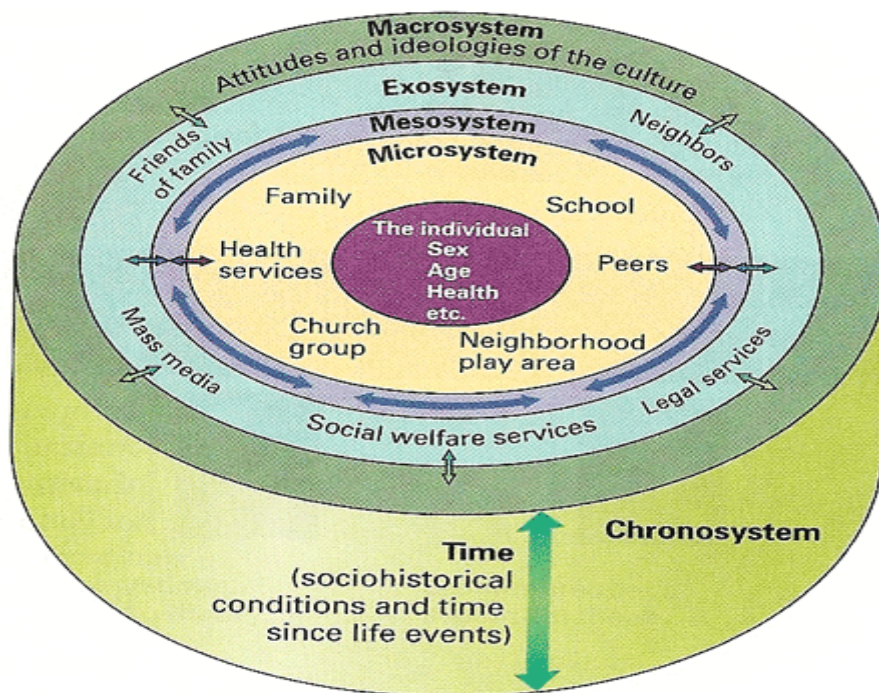 Macrosystem
Attitudes and ideologies of the culture
Exosystem
Mesosystem
Microsystem
Friends
of family
Neighbors
Family
School
The individual
Sex
Age
Health
etc.
Health
services
Peers
Church
group
Neighborhood
play area
Mass media
Social welfare services
Legal services
Chronosystem
Time
(sociohistorical
conditions and time
since life events)